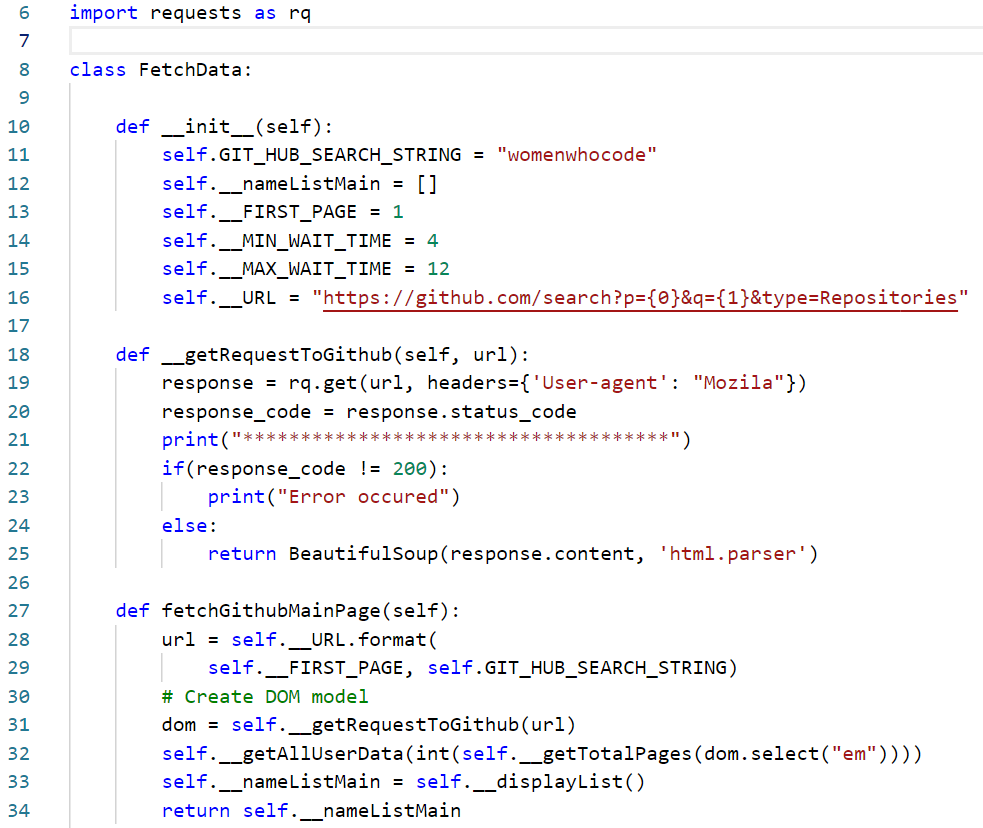 6 import requests as rq
7
8 class FetchData:
9
10     def __init__(self):
11         self.GIT_HUB_SEARCH_STRING = "womenwhocode"
12         self.__nameListMain = []
13         self.__FIRST_PAGE = 1
14         self.__MIN_WAIT_TIME = 4
15         self.__MAX_WAIT_TIME = 12
16         self.__URL = "https://github.com/search?p={0}&q={1}&type=Repositories"
17
18     def __getRequestToGithub(self, url):
19         response = rq.get(url, headers={'User-agent': "Mozila"})
20         response_code = response.status_code
21         print("*************************************")
22         if(response_code != 200):
23             print("Error occured")
24         else:
25             return BeautifulSoup(response.content, 'html.parser')
26
27     def fetchGithubMainPage(self):
28         url = self.__URL.format(
29             self.__FIRST_PAGE, self.GIT_HUB_SEARCH_STRING)
30         # Create DOM model
31         dom = self.__getRequestToGithub(url)
32         self.__getAllUserData(int(self.__getTotalPages(dom.select("em"))))
33         self.__nameListMain = self.__displayList()
34         return self.__nameListMain